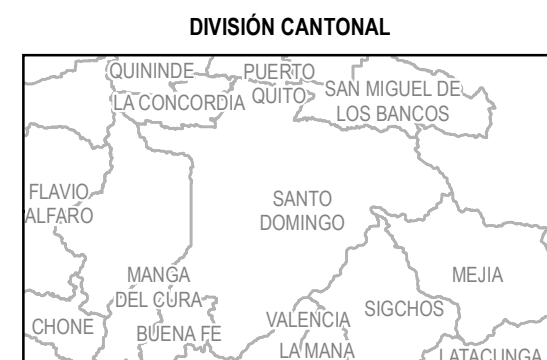 DIVISIÓN CANTONAL
QUININDE
PUERTO
QUITO
LA CONCORDIA
SAN MIGUEL DE
LOS BANCOS
FLAVIO
ALFARO
SANTO
DOMINGO
MANGA
DEL CURA
MEJIA
SIGCHOS
CHONE
BUENA FE
VALENCIA
LA MANA
LATACUNGA